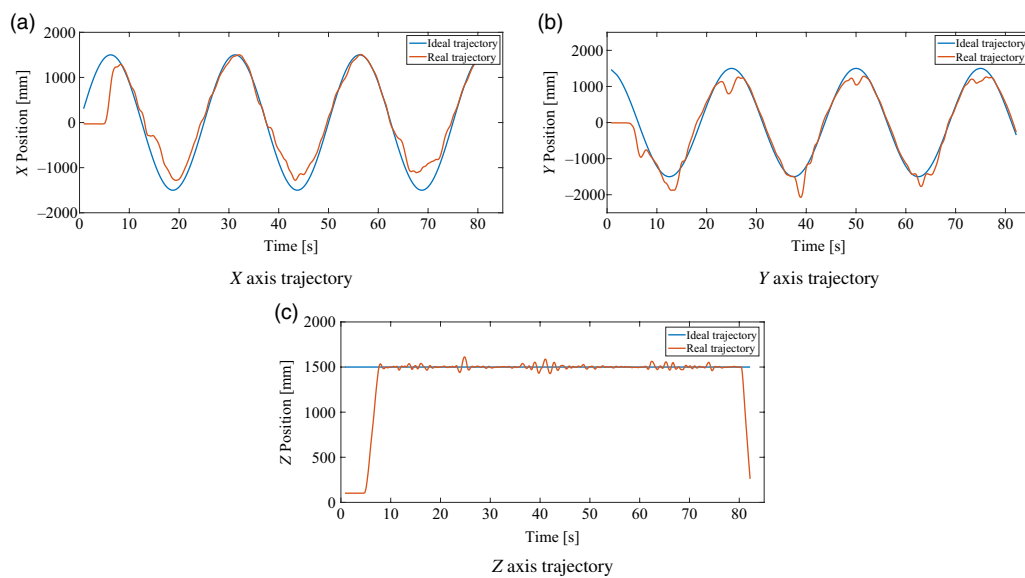 (a)
2000
1000
0
−1000
−2000
X Position [mm]
0 10 20 30 40 50 60 70 80
Time [s]
Ideal trajectory
Real trajectory
X axis trajectory
(b)
2000
1000
0
−1000
−2000
Y Position [mm]
0 10 20 30 40 50 60 70 80
Time [s]
Ideal trajectory
Real trajectory
Y axis trajectory
(c)
2000
1500
1000
500
0
Z Position [mm]
0 10 20 30 40 50 60 70 80
Time [s]
Ideal trajectory
Real trajectory
Z axis trajectory